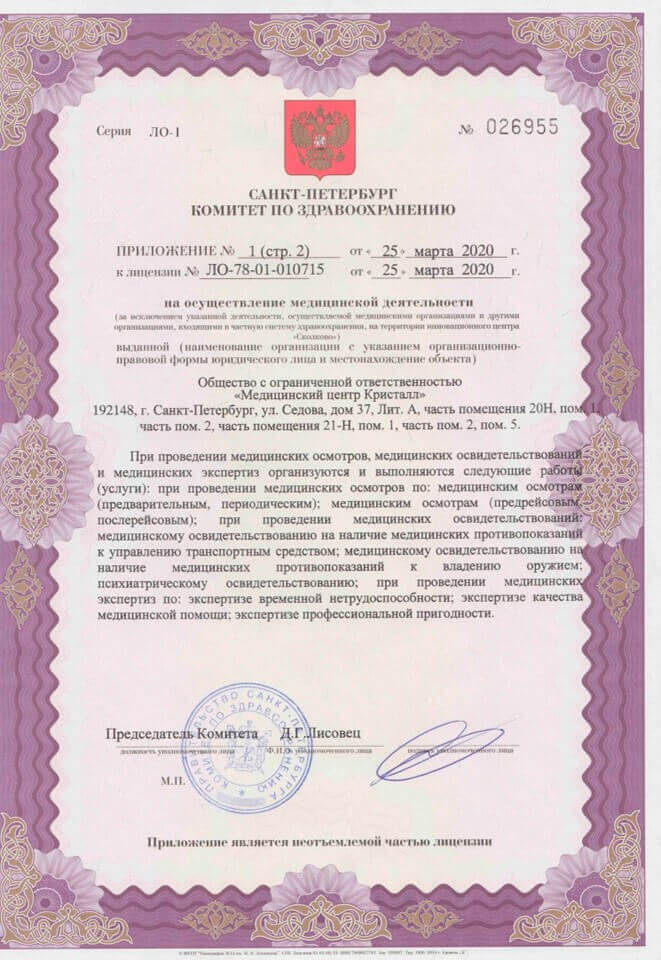 Серия ЛО-1 № 026955
САНКТ-ПЕТЕРБУРГ
КОМИТЕТ ПО ЗДРАВООХРАНЕНИЮ
ПРИЛОЖЕНИЕ № 1 (стр. 2) от « 25 » марта 2020 г.
к лицензии № ЛО-78-01-010715 от « 25 » марта 2020 г.
на осуществление медицинской деятельности
(за исключением указанной деятельности, осуществляемой медицинскими организациями и другими
организациями, входящими в частную систему здравоохранения, на территории инновационного центра
«Сколково»)
выданной (наименование организации с указанием организационно-
правовой формы юридического лица и местонахождение объекта)
Общество с ограниченной ответственностью
«Медицинский центр Кристалл»
192148, г. Санкт-Петербург, ул. Седова, дом 37, Лит. А, часть помещения 20Н, пом. 1,
часть пом. 2, часть помещения 21-Н, пом. 1, часть пом. 2, пом. 5.
При проведении медицинских осмотров, медицинских освидетельствований
и медицинских экспертиз организуются и выполняются следующие работы
(услуги): при проведении медицинских осмотров по: медицинским осмотрам
(предварительным, периодическим); медицинским осмотрам (предрейсовым,
послерейсовым); при проведении медицинских освидетельствований:
медицинскому освидетельствованию на наличие медицинских противопоказаний
к управлению транспортным средством; медицинскому освидетельствованию на
наличие медицинских противопоказаний к владению оружием;
психиатрическому освидетельствованию; при проведении медицинских
экспертиз по: экспертизе временной нетрудоспособности; экспертизе качества
медицинской помощи; экспертизе профессиональной пригодности.
ПРАВИТЕЛЬСТВО САНКТ-ПЕТЕРБУРГА
КОМИТЕТ ПО ЗДРАВООХРАНЕНИЮ
Председатель Комитета Д.Г.Лисовец
должность уполномоченного лица Ф.И.О. уполномоченного лица подпись уполномоченного лица
М.П.
Приложение является неотъемлемой частью лицензии